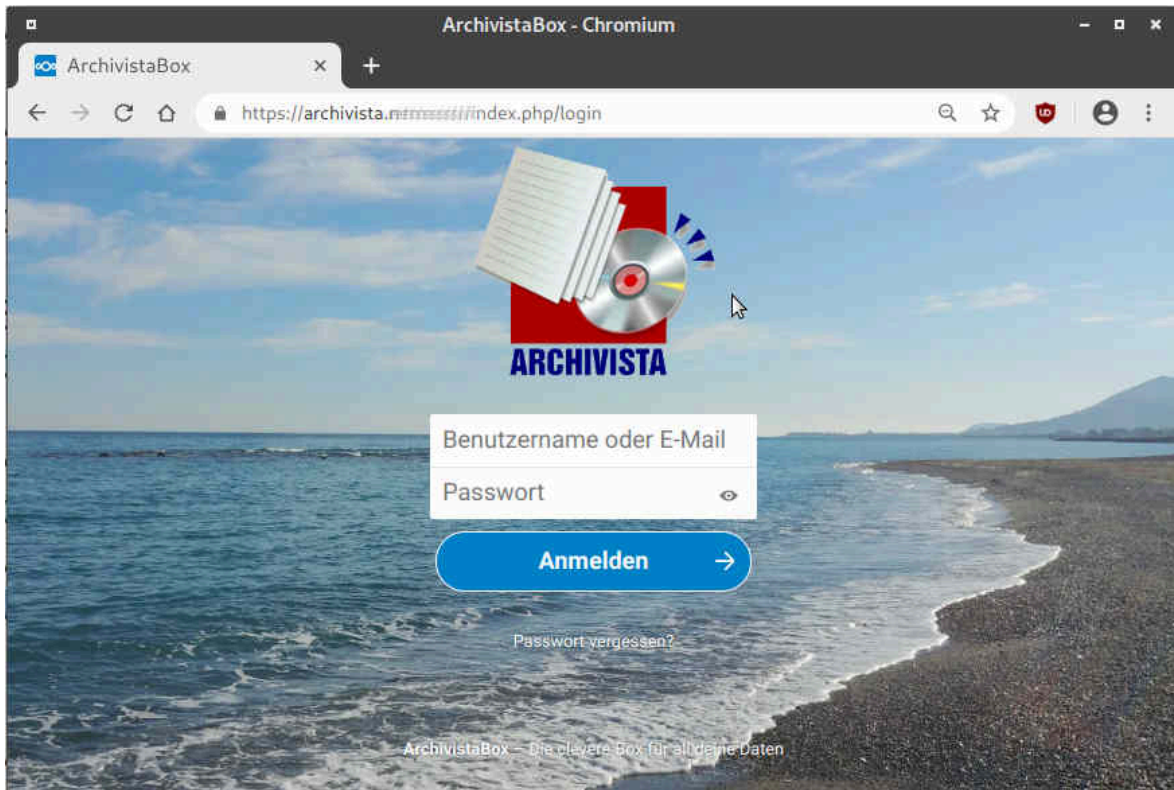 ArchivistaBox - Chromium
ArchivistaBox
https://archivista.
index.php/login
ARCHIVISTA
Benutzername oder E-Mail
Passwort
Anmelden
Passwort vergessen?
ArchivistaBox – Die clevere Box für all deine Daten